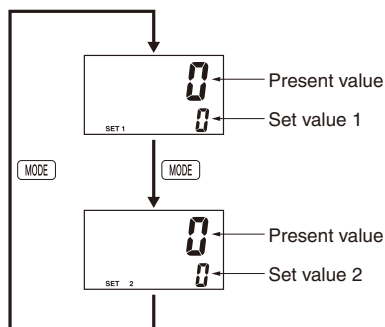 0
Present value
SET 1
0
Set value 1
MODE
MODE
0
Present value
SET 2
0
Set value 2